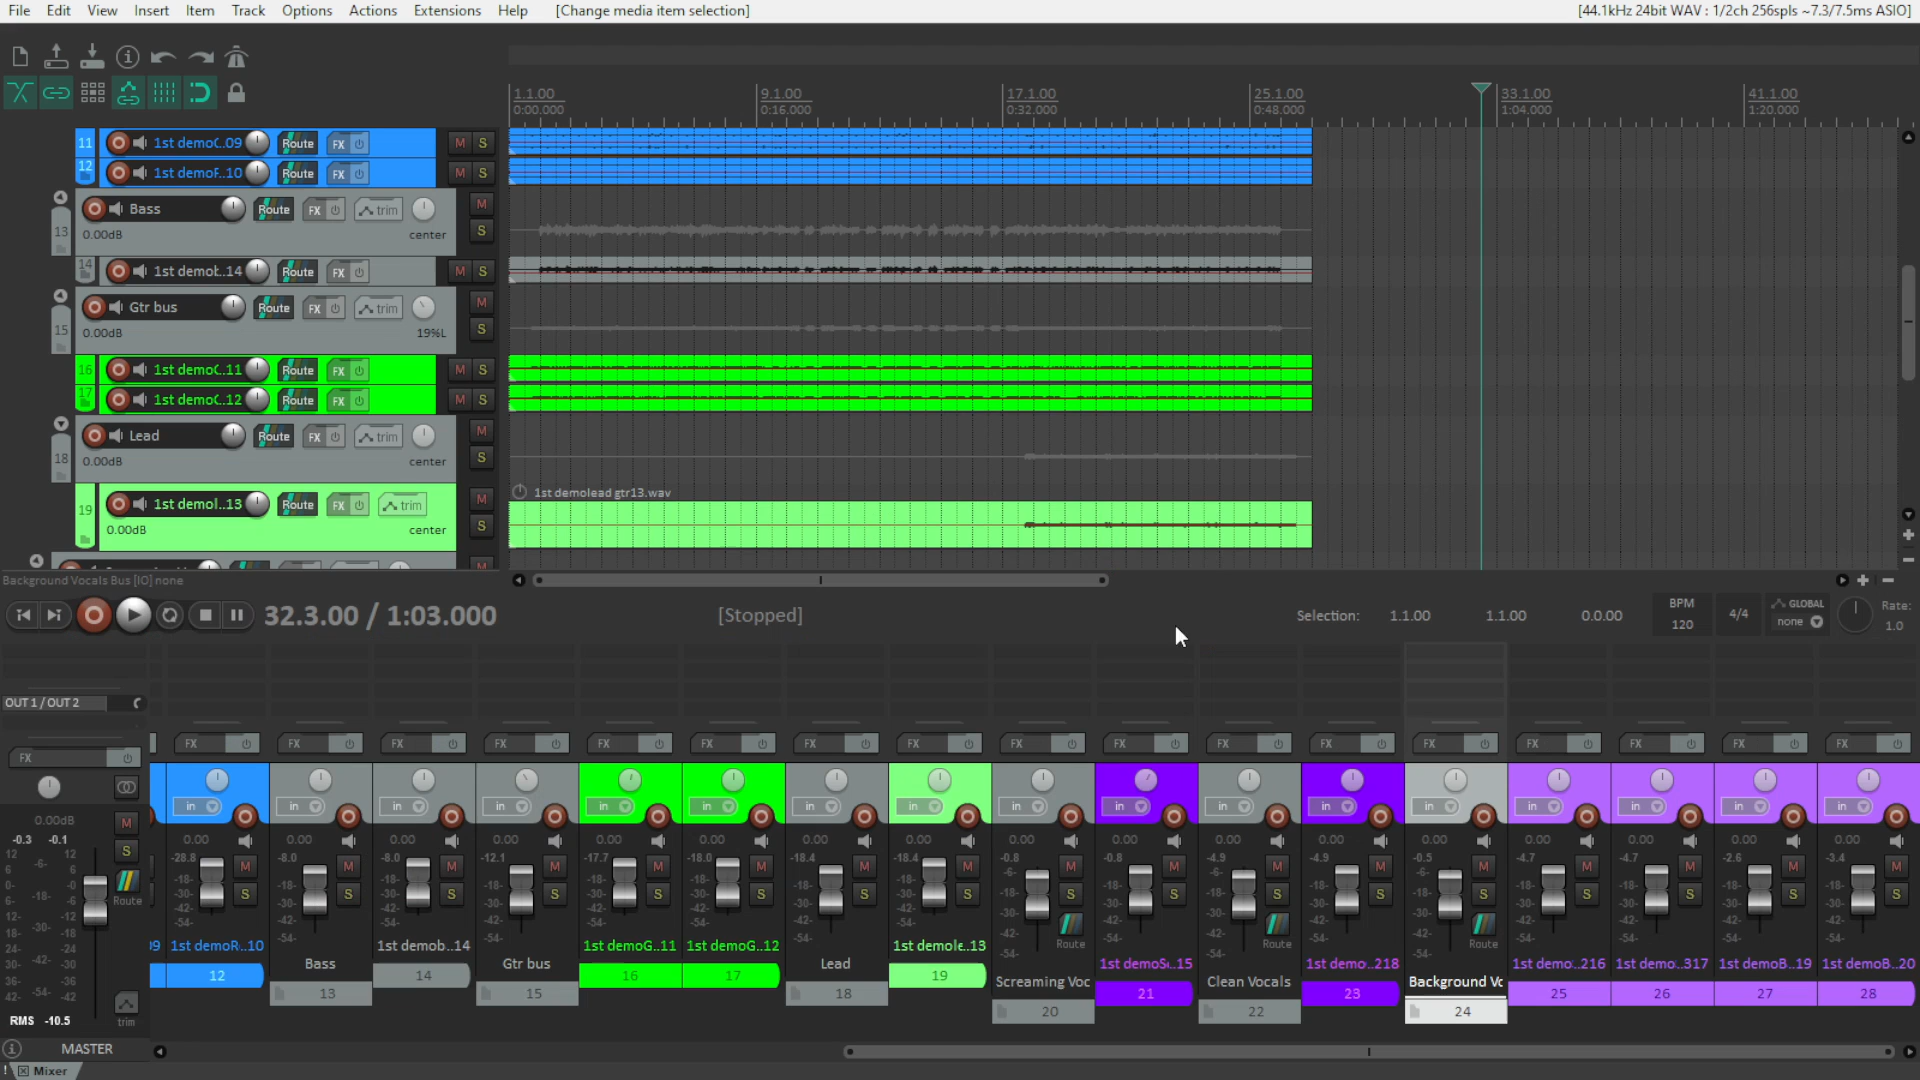 File Edit View Insert Item Track Options Actions Extensions Help [Change media item selection] [44.1kHz 24bit WAV : 1/2ch 256spls ~7.3/7.5ms ASIO]
1.1.00 9.1.00 17.1.00 25.1.00 33.1.00 41.1.00
0:00.000 0:16.000 0:32.000 0:48.000 1:04.000 1:20.000
11 1st demoC..09 Route FX M S
12 1st demoF..10 Route FX M S
Bass Route FX trim M
13 0.00dB center S
14 1st demob..14 Route FX M S
Gtr bus Route FX trim M
15 0.00dB 19%L S
16 1st demoC..11 Route FX M S
17 1st demoC..12 Route FX M S
Lead Route FX trim M
18 0.00dB center S
1st demolead gtr13.wav
19 1st demol..13 Route FX trim M
0.00dB center S
Background Vocals Bus [IO] none
32.3.00 / 1:03.000 [Stopped] Selection: 1.1.00 1.1.00 0.0.00 BPM 120 4/4 GLOBAL none Rate: 1.0
OUT 1 / OUT 2
FX FX FX FX FX FX FX FX FX FX FX FX FX FX FX FX FX FX
in in in in in in in in in in in in in in in in in
0.00dB 0.00 0.00 0.00 0.00 0.00 0.00 0.00 0.00 0.00 0.00 0.00 0.00 0.00 0.00 0.00 0.00 0.00
-0.3 -0.1 M
-28.8 -8.0 -8.0 -12.1 -17.7 -18.0 -18.4 -18.4 -0.8 -0.8 -4.9 -4.9 -0.5 -4.7 -4.7 -2.6 -3.4
S
Route Route Route Route
09 1st demoR..10 1st demob..14 1st demoG..11 1st demoG..12 1st demole..13
Bass Gtr bus Lead 1st demoSc..15 1st demo..218 1st demo..216 1st demo..317 1st demoB..19 1st demoB..20
Screaming Voc Clean Vocals Background Vc
12 13 14 15 16 17 18 19 20 21 22 23 24 25 26 27 28
RMS -10.5 trim
MASTER
! Mixer